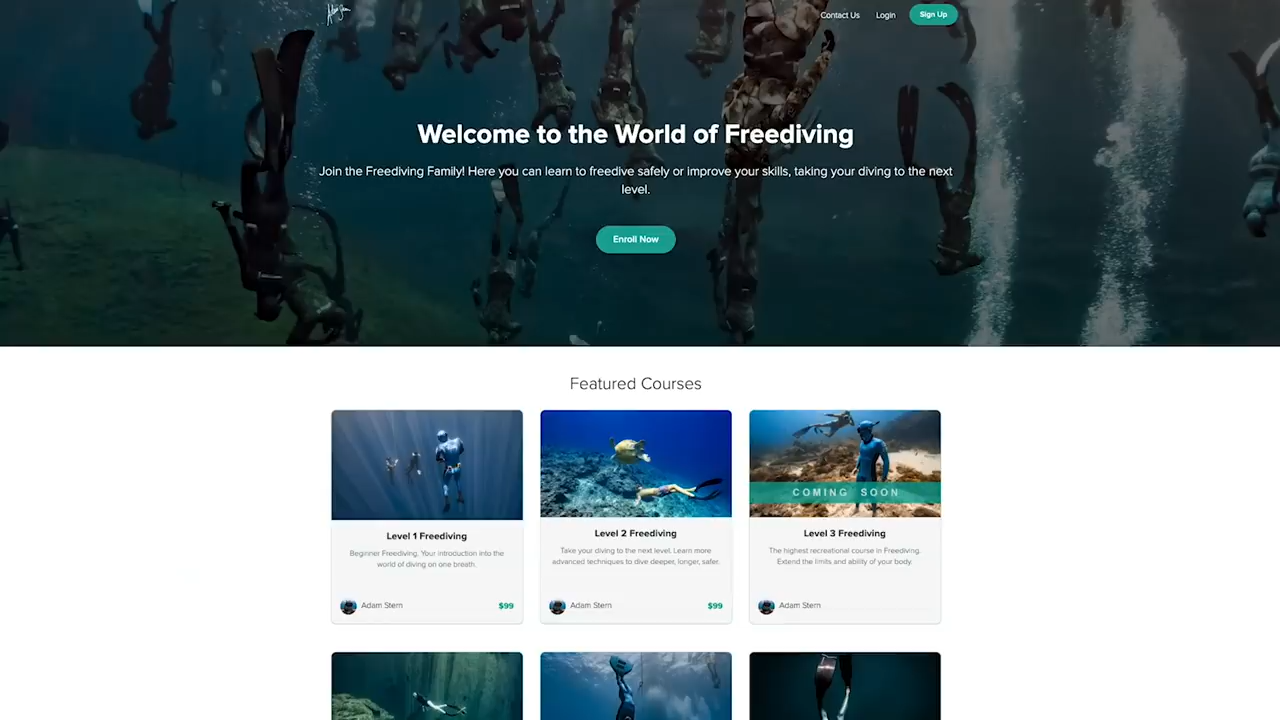 Adam Stern
Contact Us
Login
Sign Up
Welcome to the World of Freediving
Join the Freediving Family! Here you can learn to freedive safely or improve your skills, taking your diving to the next
level.
Enroll Now
Featured Courses
COMING SOON
Level 1 Freediving
Beginner Freediving. Your introduction into the
world of diving on one breath.
Adam Stern
$99
Level 2 Freediving
Take your diving to the next level. Learn more
advanced techniques to dive deeper, longer, safer.
Adam Stern
$99
Level 3 Freediving
The highest recreational course in Freediving.
Extend the limits and ability of your body.
Adam Stern